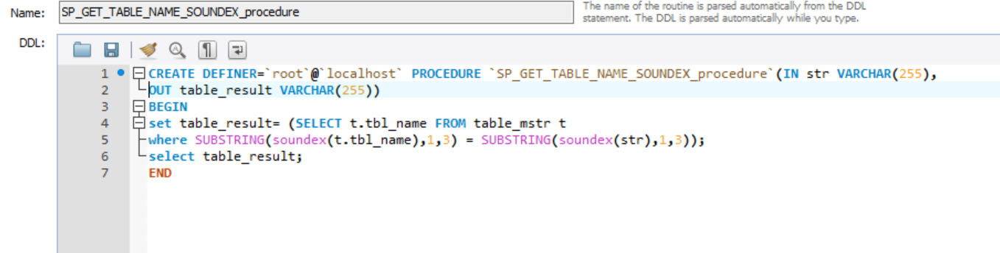 Name: SP_GET_TABLE_NAME_SOUNDEX_procedure
The name of the routine is parsed automatically from the DDL
statement. The DDL is parsed automatically while you type.
DDL:
1 CREATE DEFINER=`root`@`localhost` PROCEDURE `SP_GET_TABLE_NAME_SOUNDEX_procedure`(IN str VARCHAR(255),
2 OUT table_result VARCHAR(255))
3 BEGIN
4 set table_result= (SELECT t.tbl_name FROM table_mstr t
5 where SUBSTRING(soundex(t.tbl_name),1,3) = SUBSTRING(soundex(str),1,3));
6 select table_result;
7 END